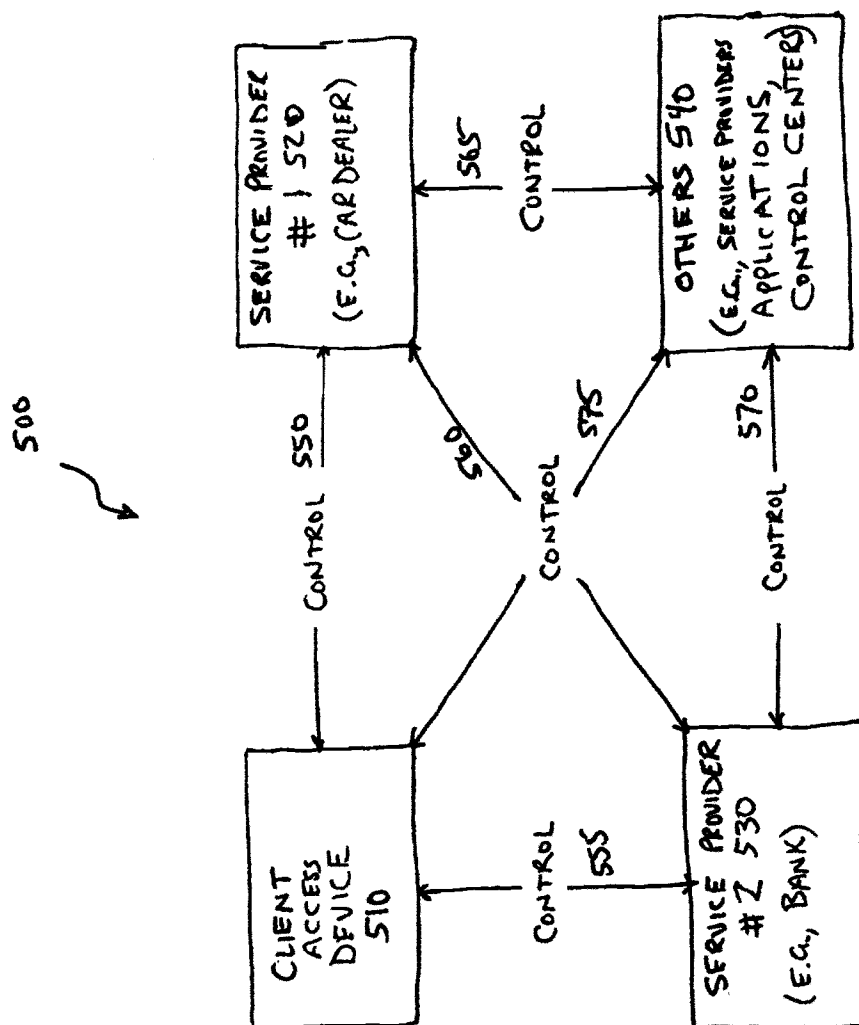 500
CLIENT
ACCESS
DEVICE
510
CONTROL 550
SERVICE PROVIDER
# 1 520
(E.G., CAR DEALER)
CONTROL
555
560
CONTROL
575
565
CONTROL
SERVICE PROVIDER
# 2 530
(E.G., BANK)
CONTROL 570
OTHERS 540
(E.G., SERVICE PROVIDERS
APPLICATIONS,
CONTROL CENTERS)